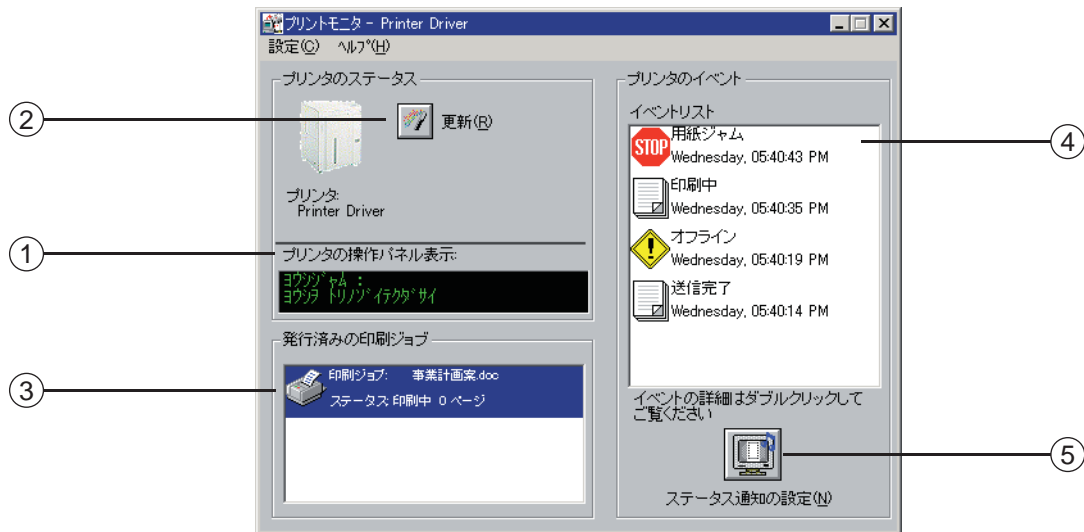 プリントモニタ - Printer Driver
設定(C) ヘルプ(H)
プリンタのステータス
② 更新(R)
プリンタ:
Printer Driver
① プリンタの操作パネル表示:
ヨウシジャム :
ヨウシヲ トリノゾイテクダサイ
発行済みの印刷ジョブ
③ 印刷ジョブ: 事業計画案.doc
ステータス: 印刷中 0 ページ
プリンタのイベント
イベントリスト
④
STOP 用紙ジャム
Wednesday, 05:40:43 PM
印刷中
Wednesday, 05:40:35 PM
オフライン
Wednesday, 05:40:19 PM
送信完了
Wednesday, 05:40:14 PM
イベントの詳細はダブルクリックして
ご覧ください
⑤
ステータス通知の設定(N)